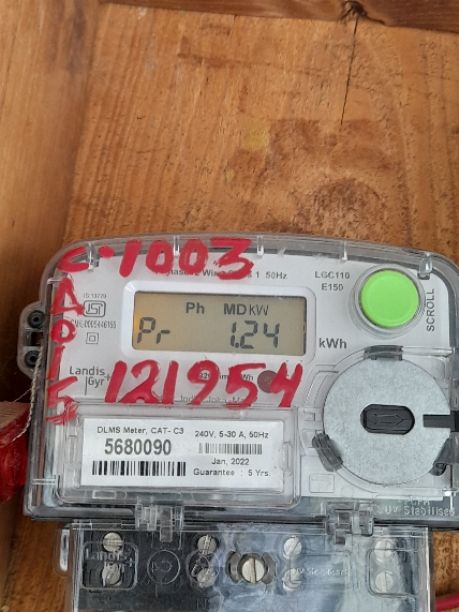 C-1003
1 50Hz
LGC110
E150
Ph MD kW
Pr 1.24
kWh
SCROLL
Landis
Gyr+
121954
DLMS Meter, CAT- C3
240V, 5-30 A, 50Hz
5680090
Jan, 2022
Guarantee : 5 Yrs.